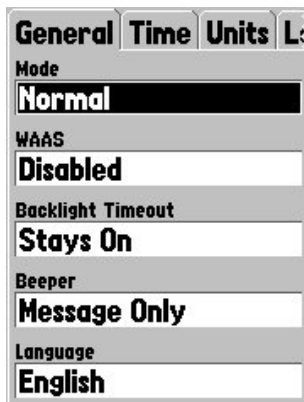 General Time Units
Mode
Normal
WAAS
Disabled
Backlight Timeout
Stays On
Beeper
Message Only
Language
English